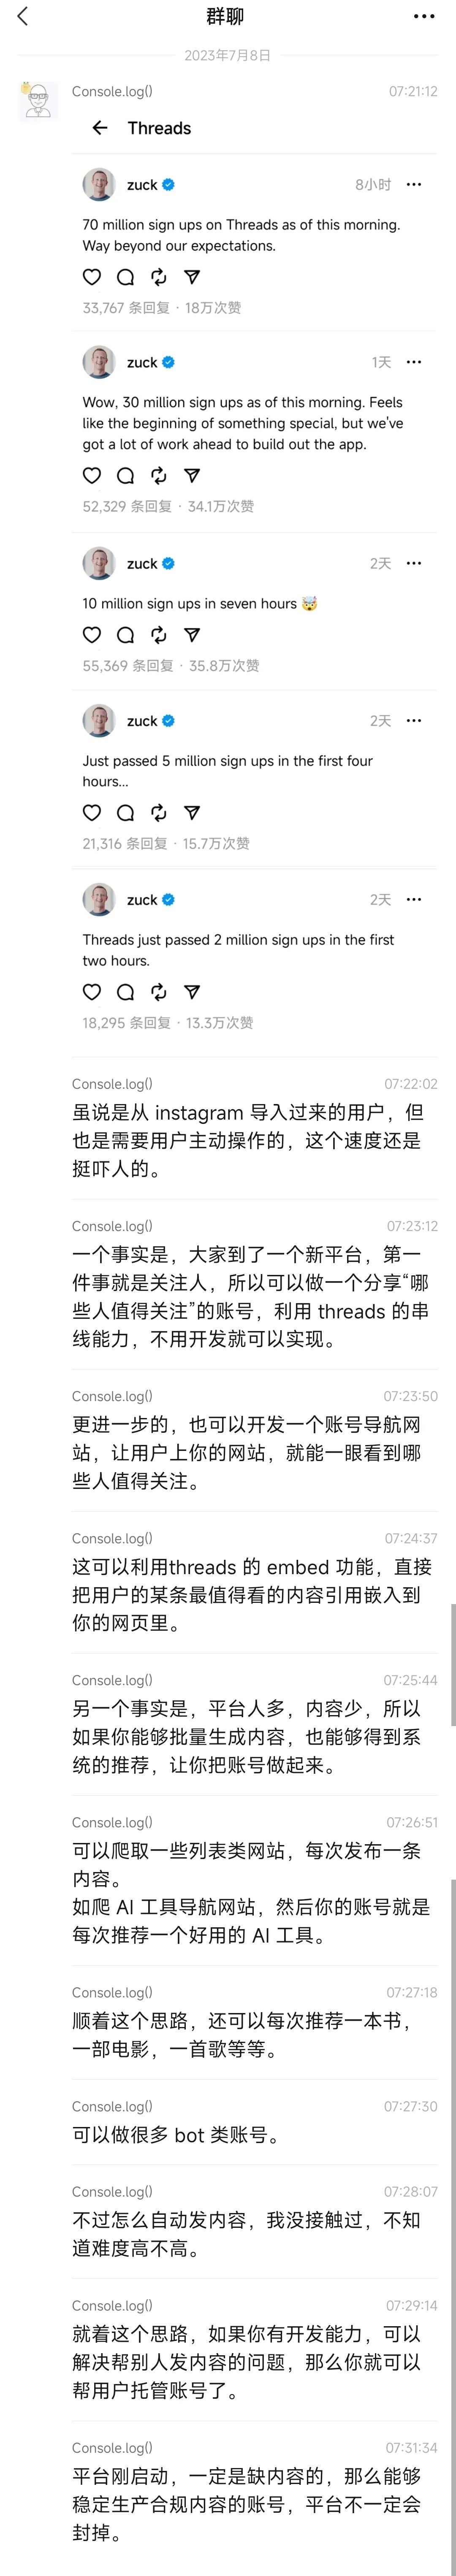 群聊
2023年7月8日
Console.log()
07:21:12
Threads
zuck
8小时
70 million sign ups on Threads as of this morning.
Way beyond our expectations.
33,767 条回复 · 18万次赞
zuck
1天
Wow, 30 million sign ups as of this morning. Feels
like the beginning of something special, but we've
got a lot of work ahead to build out the app.
52,329 条回复 · 34.1万次赞
zuck
2天
10 million sign ups in seven hours 🤯
55,369 条回复 · 35.8万次赞
zuck
2天
Just passed 5 million sign ups in the first four
hours...
21,316 条回复 · 15.7万次赞
zuck
2天
Threads just passed 2 million sign ups in the first
two hours.
18,295 条回复 · 13.3万次赞
Console.log()
07:22:02
虽说是从 instagram 导入过来的用户，但
也是需要用户主动操作的，这个速度还是
挺吓人的。
Console.log()
07:23:12
一个事实是，大家到了一个新平台，第一
件事就是关注人，所以可以做一个分享“哪
些人值得关注”的账号，利用 threads 的串
线能力，不用开发就可以实现。
Console.log()
07:23:50
更进一步的，也可以开发一个账号导航网
站，让用户上你的网站，就能一眼看到哪
些人值得关注。
Console.log()
07:24:37
这可以利用threads 的 embed 功能，直接
把用户的某条最值得看的内容引用嵌入到
你的网页里。
Console.log()
07:25:44
另一个事实是，平台人多，内容少，所以
如果你能够批量生成内容，也能够得到系
统的推荐，让你把账号做起来。
Console.log()
07:26:51
可以爬取一些列表类网站，每次发布一条
内容。
如爬 AI 工具导航网站，然后你的账号就是
每次推荐一个好用的 AI 工具。
Console.log()
07:27:18
顺着这个思路，还可以每次推荐一本书，
一部电影，一首歌等等。
Console.log()
07:27:30
可以做很多 bot 类账号。
Console.log()
07:28:07
不过怎么自动发内容，我没接触过，不知
道难度高不高。
Console.log()
07:29:14
就着这个思路，如果你有开发能力，可以
解决帮别人发内容的问题，那么你就可以
帮用户托管账号了。
Console.log()
07:31:34
平台刚启动，一定是缺内容的，那么能够
稳定生产合规内容的账号，平台不一定会
封掉。